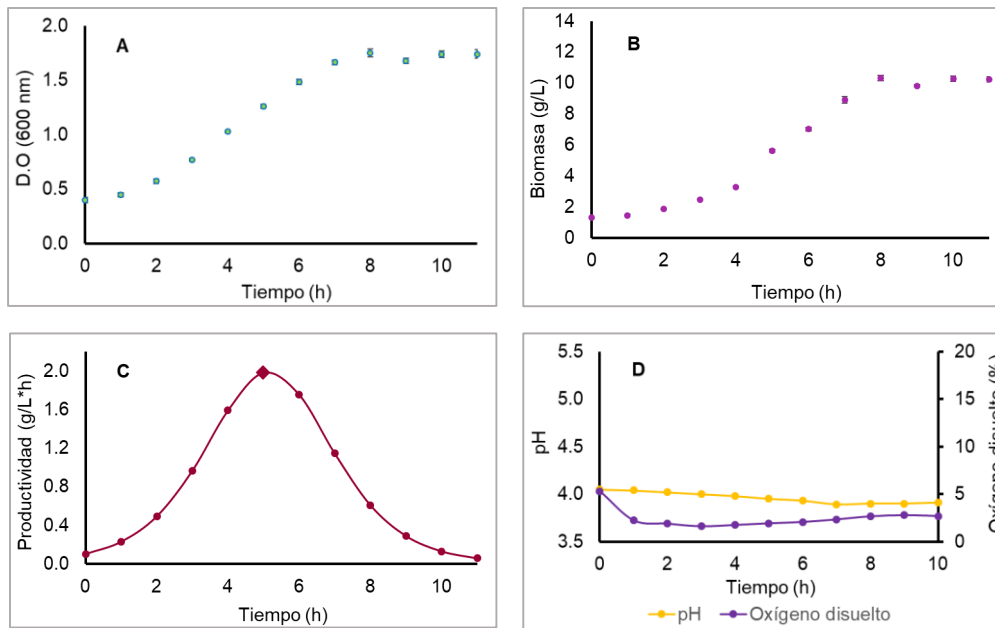 A
D.O (600 nm)
2.0
1.5
1.0
0.5
0.0
0 2 4 6 8 10
Tiempo (h)
B
Biomasa (g/L)
14
12
10
8
6
4
2
0
0 2 4 6 8 10
Tiempo (h)
C
Productividad (g/L*h)
2.0
1.6
1.2
0.8
0.4
0.0
0 2 4 6 8 10
Tiempo (h)
D
pH
5.5
5.0
4.5
4.0
3.5
20
15
10
5
0
Oxígeno disuelto (%)
0 2 4 6 8 10
Tiempo (h)
pH Oxígeno disuelto